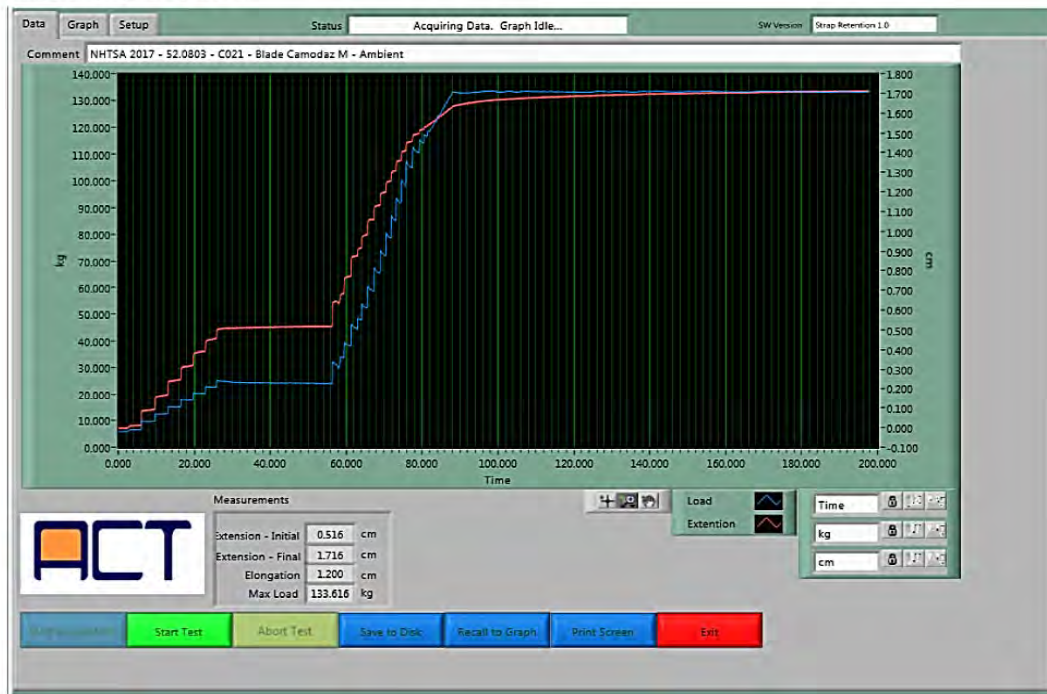 Data Graph Setup Status Acquiring Data. Graph Idle... SW Version Strap Retention 1.0
Comment NHTSA 2017 - 52.0803 - C021 - Blade Camodaz M - Ambient
140.000 1.800
130.000 1.700
1.600
120.000 1.500
110.000 1.400
1.300
100.000 1.200
90.000 1.100
80.000 1.000
0.900
70.000 0.800
kg cm
60.000 0.700
0.600
50.000 0.500
40.000 0.400
30.000 0.300
0.200
20.000 0.100
10.000 0.000
0.000 -0.100
0.000 20.000 40.000 60.000 80.000 100.000 120.000 140.000 160.000 180.000 200.000
Time
Measurements
Load
Extention
Time
kg
cm
ACT
Extension - Initial 0.516 cm
Extension - Final 1.716 cm
Elongation 1.200 cm
Max Load 133.616 kg
Start Test Abort Test Save to Disk Recall to Graph Print Screen Exit